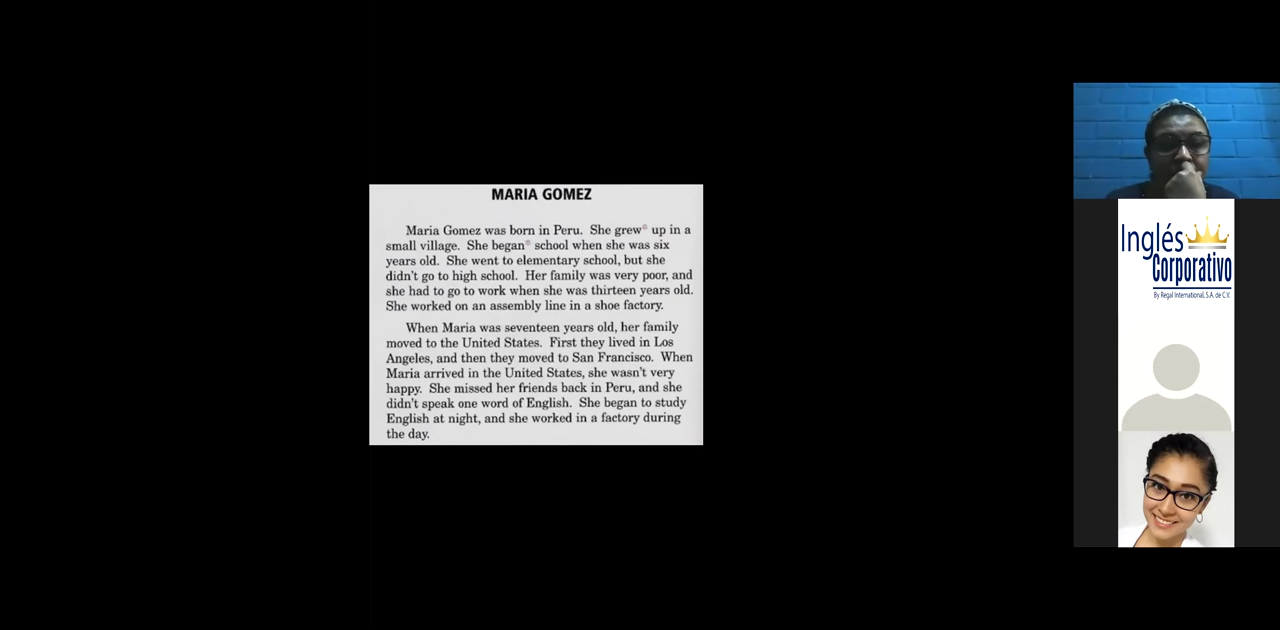 MARIA GOMEZ
Maria Gomez was born in Peru. She grew* up in a
small village. She began* school when she was six
years old. She went to elementary school, but she
didn't go to high school. Her family was very poor, and
she had to go to work when she was thirteen years old.
She worked on an assembly line in a shoe factory.
When Maria was seventeen years old, her family
moved to the United States. First they lived in Los
Angeles, and then they moved to San Francisco. When
Maria arrived in the United States, she wasn't very
happy. She missed her friends back in Peru, and she
didn't speak one word of English. She began to study
English at night, and she worked in a factory during
the day.
Inglés
Corporativo
By Regal International, S.A. de C.V.